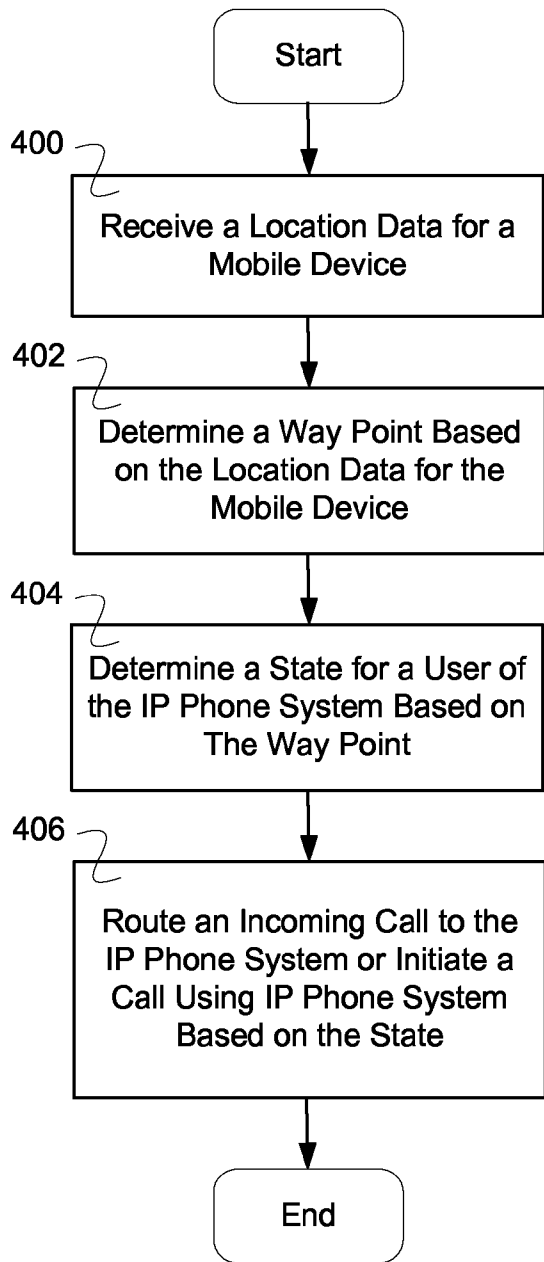 Start
400
Receive a Location Data for a
Mobile Device
402
Determine a Way Point Based
on the Location Data for the
Mobile Device
404
Determine a State for a User of
the IP Phone System Based on
The Way Point
406
Route an Incoming Call to the
IP Phone System or Initiate a
Call Using IP Phone System
Based on the State
End